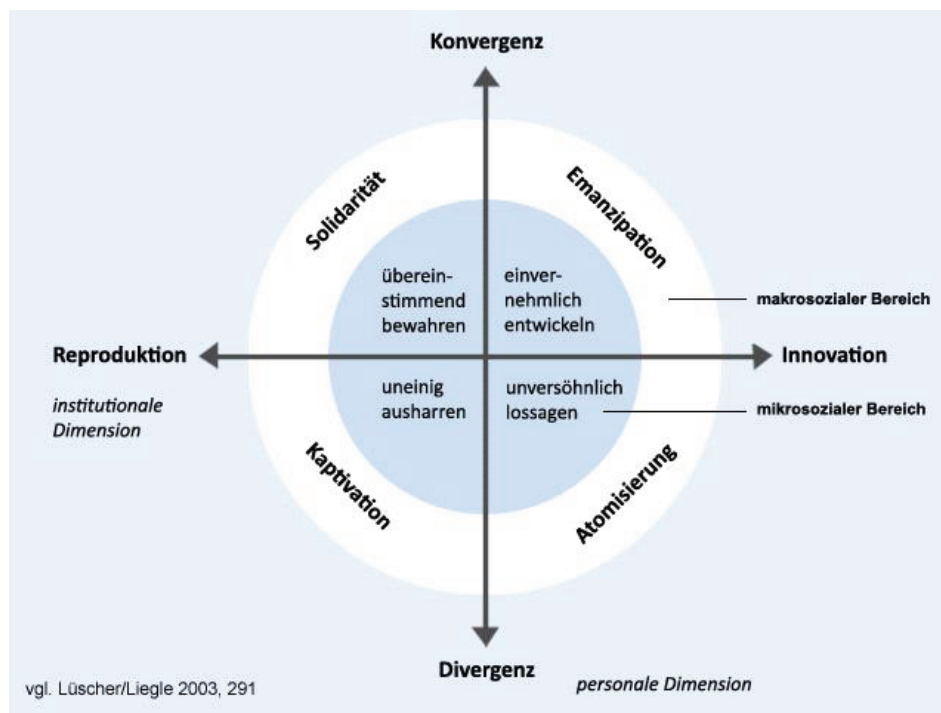 Konvergenz
Solidarität
Emanzipation
überein-
stimmend
bewahren
einver-
nehmlich
entwickeln
makrosozialer Bereich
Reproduktion
Innovation
institutionale
Dimension
uneinig
ausharren
unversöhnlich
lossagen
mikrosozialer Bereich
Kaptivation
Atomisierung
Divergenz
vgl. Lüscher/Liegle 2003, 291
personale Dimension